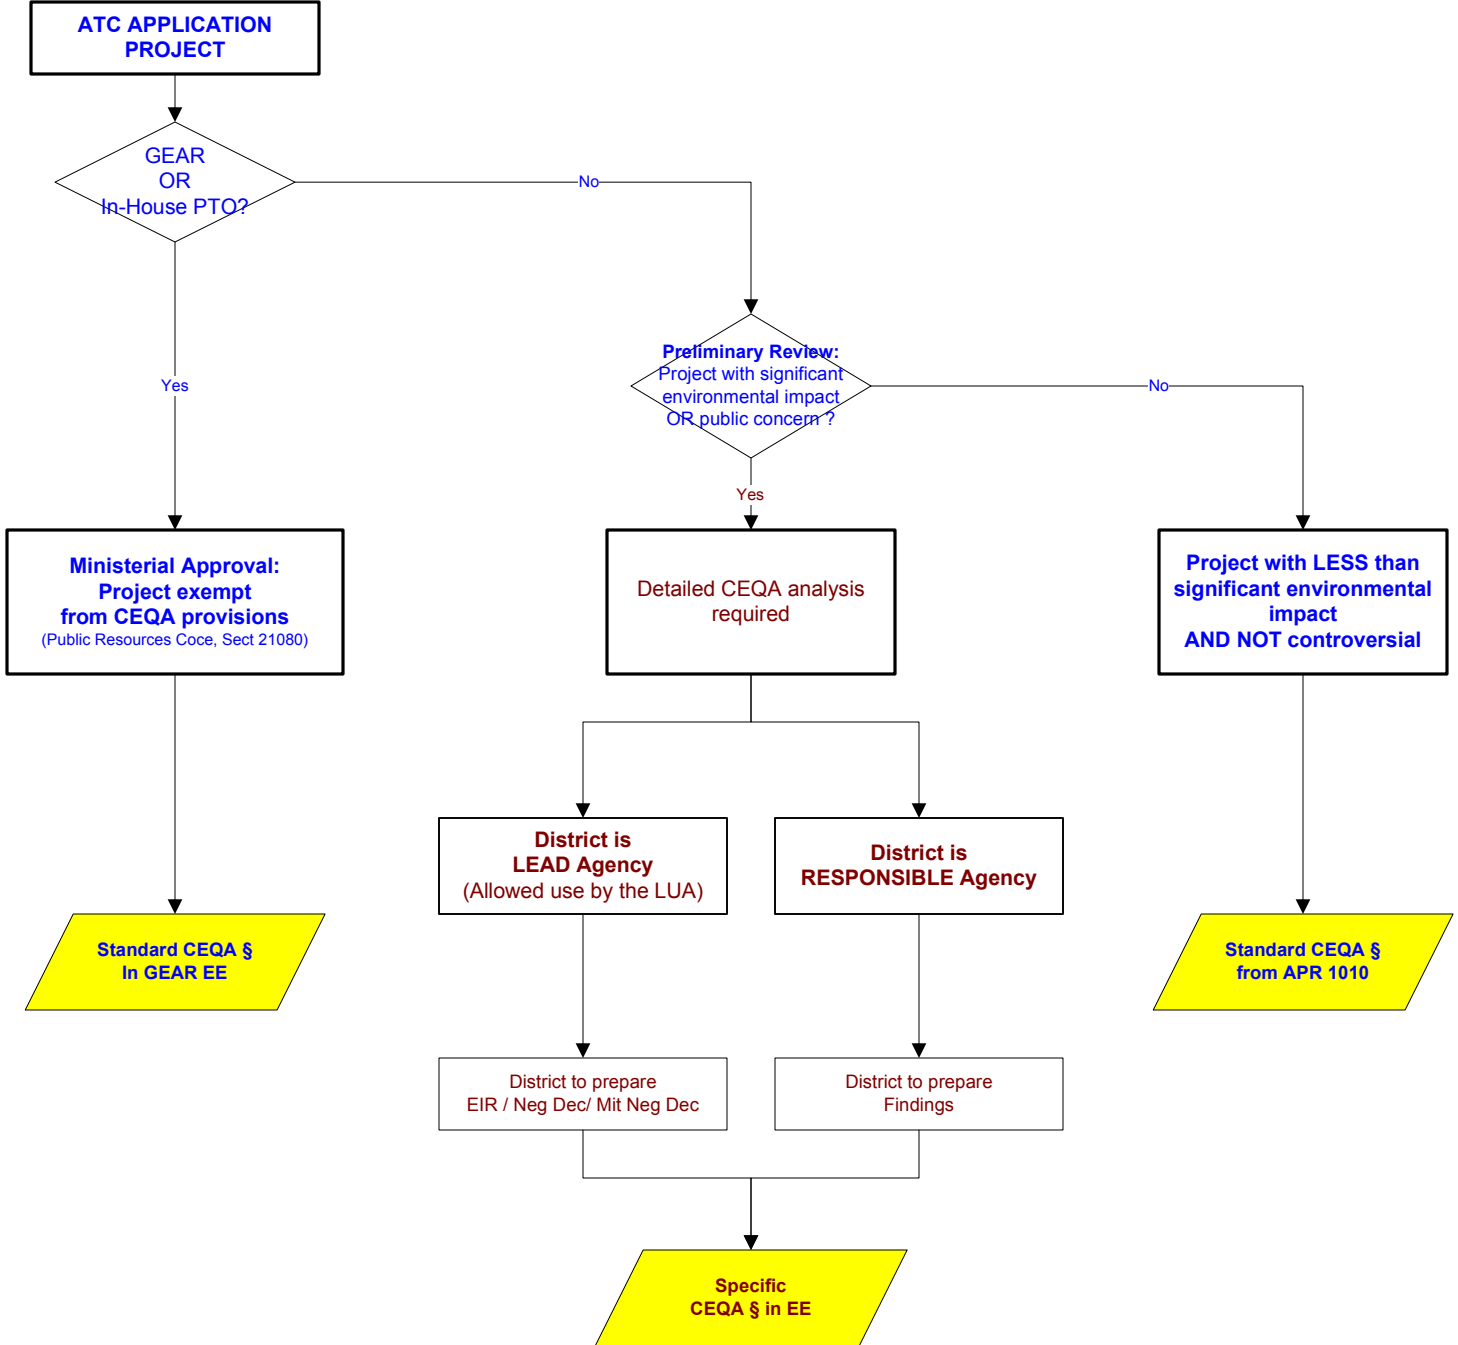 ATC APPLICATION
PROJECT
GEAR
OR
In-House PTO?
No
Preliminary Review:
Project with significant
environmental impact
OR public concern ?
Yes
No
Yes
Ministerial Approval:
Project exempt
from CEQA provisions
(Public Resources Coce, Sect 21080)
Detailed CEQA analysis
required
Project with LESS than
significant environmental
impact
AND NOT controversial
District is
LEAD Agency
(Allowed use by the LUA)
District is
RESPONSIBLE Agency
Standard CEQA §
In GEAR EE
Standard CEQA §
from APR 1010
District to prepare
EIR / Neg Dec/ Mit Neg Dec
District to prepare
Findings
Specific
CEQA § in EE